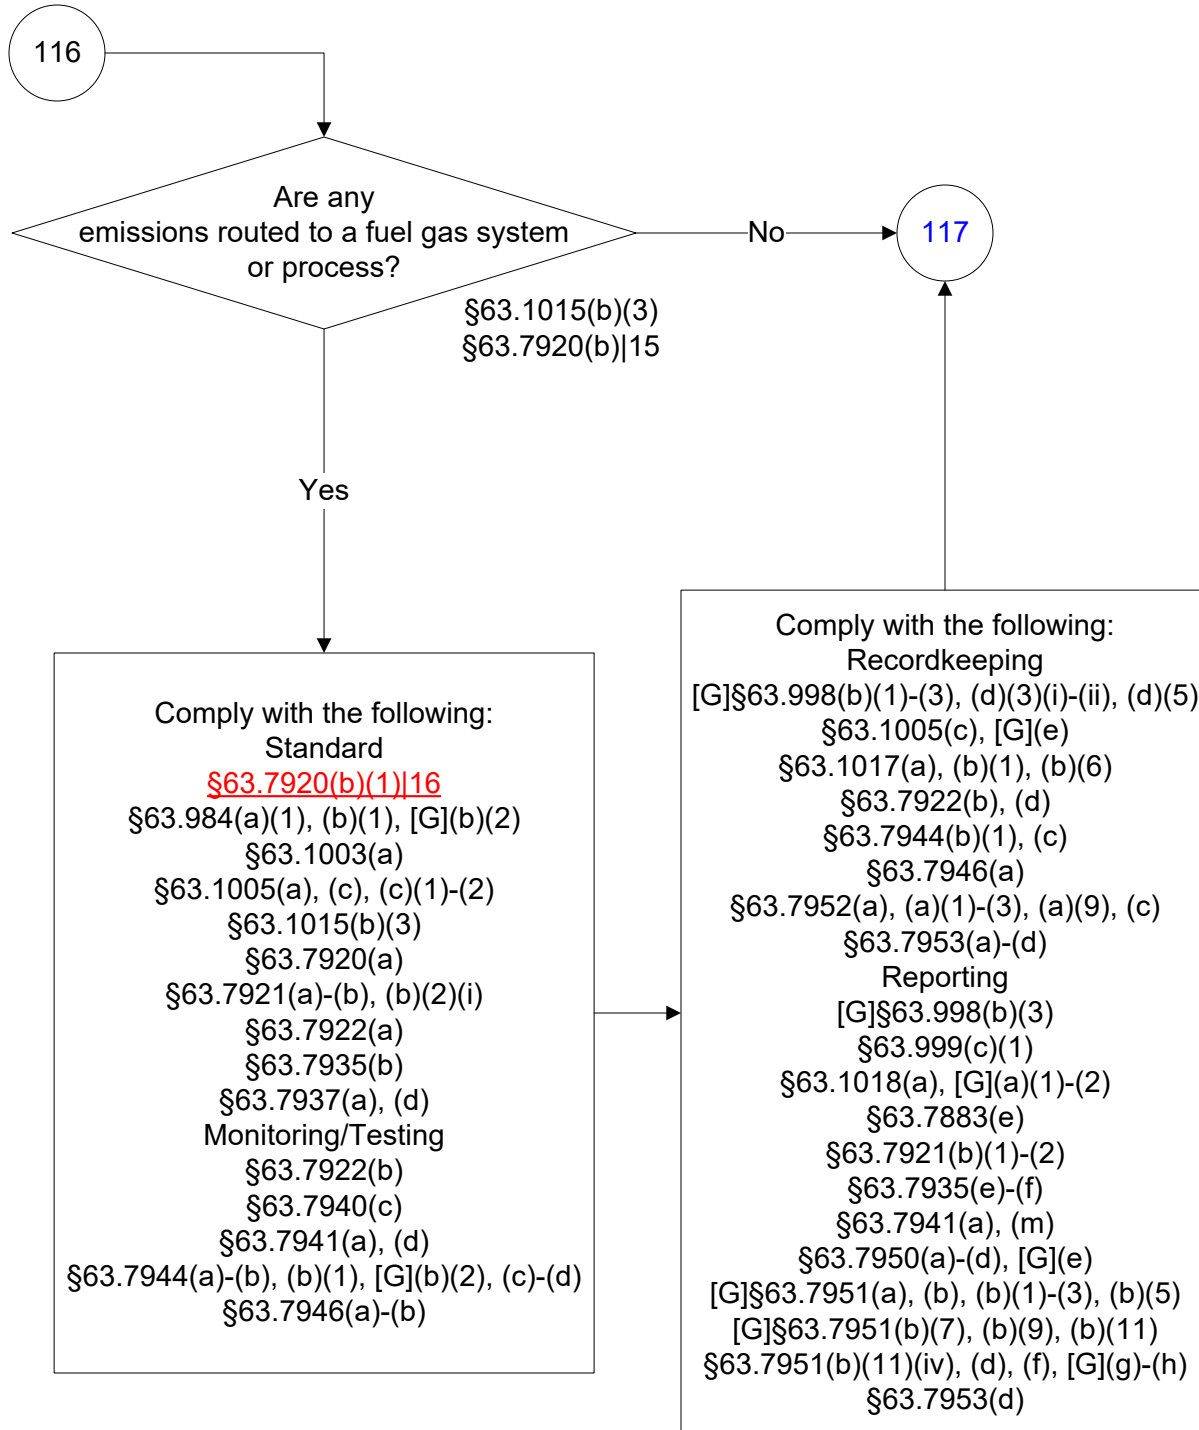 116
Are any
emissions routed to a fuel gas system
or process?
No
117
§63.1015(b)(3)
§63.7920(b)|15
Yes
Comply with the following:
Standard
§63.7920(b)(1)|16
§63.984(a)(1), (b)(1), [G](b)(2)
§63.1003(a)
§63.1005(a), (c), (c)(1)-(2)
§63.1015(b)(3)
§63.7920(a)
§63.7921(a)-(b), (b)(2)(i)
§63.7922(a)
§63.7935(b)
§63.7937(a), (d)
Monitoring/Testing
§63.7922(b)
§63.7940(c)
§63.7941(a), (d)
§63.7944(a)-(b), (b)(1), [G](b)(2), (c)-(d)
§63.7946(a)-(b)
Comply with the following:
Recordkeeping
[G]§63.998(b)(1)-(3), (d)(3)(i)-(ii), (d)(5)
§63.1005(c), [G](e)
§63.1017(a), (b)(1), (b)(6)
§63.7922(b), (d)
§63.7944(b)(1), (c)
§63.7946(a)
§63.7952(a), (a)(1)-(3), (a)(9), (c)
§63.7953(a)-(d)
Reporting
[G]§63.998(b)(3)
§63.999(c)(1)
§63.1018(a), [G](a)(1)-(2)
§63.7883(e)
§63.7921(b)(1)-(2)
§63.7935(e)-(f)
§63.7941(a), (m)
§63.7950(a)-(d), [G](e)
[G]§63.7951(a), (b), (b)(1)-(3), (b)(5)
[G]§63.7951(b)(7), (b)(9), (b)(11)
§63.7951(b)(11)(iv), (d), (f), [G](g)-(h)
§63.7953(d)